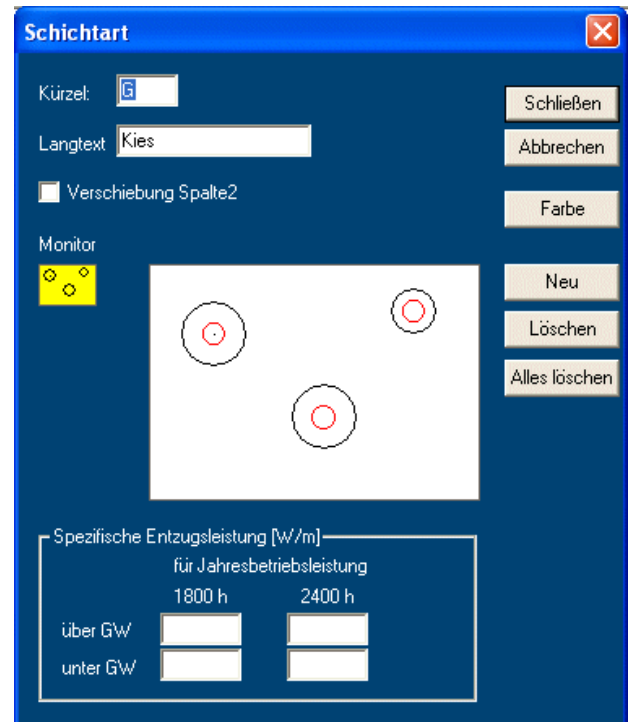 Schichtart
Kürzel: G
Schließen
Langtext Kies
Abbrechen
Verschiebung Spalte2
Farbe
Monitor
Neu
Löschen
Alles löschen
Spezifische Entzugsleistung [W/m]
für Jahresbetriebsleistung
1800 h 2400 h
über GW
unter GW